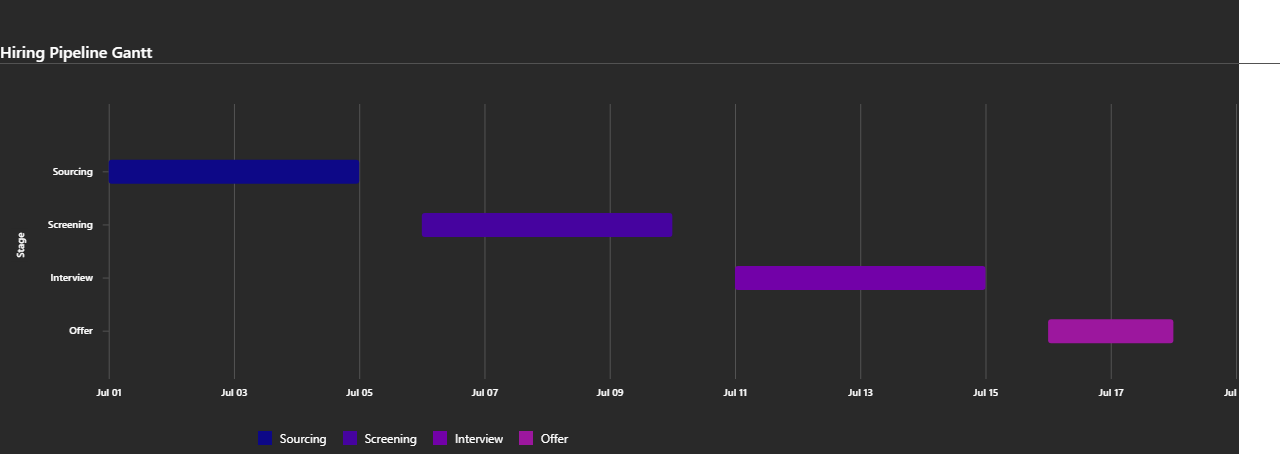 Hiring Pipeline Gantt
Stage
Sourcing
Screening
Interview
Offer
Jul 01 Jul 03 Jul 05 Jul 07 Jul 09 Jul 11 Jul 13 Jul 15 Jul 17 Jul
Sourcing Screening Interview Offer